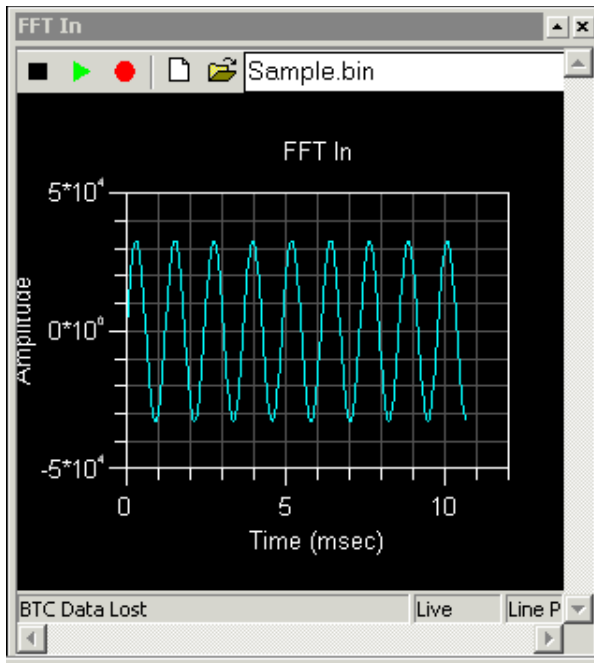 FFT In
Sample.bin
FFT In
5*10⁴
Amplitude
0*10⁰
-5*10⁴
0 5 10
Time (msec)
BTC Data Lost Live Line P